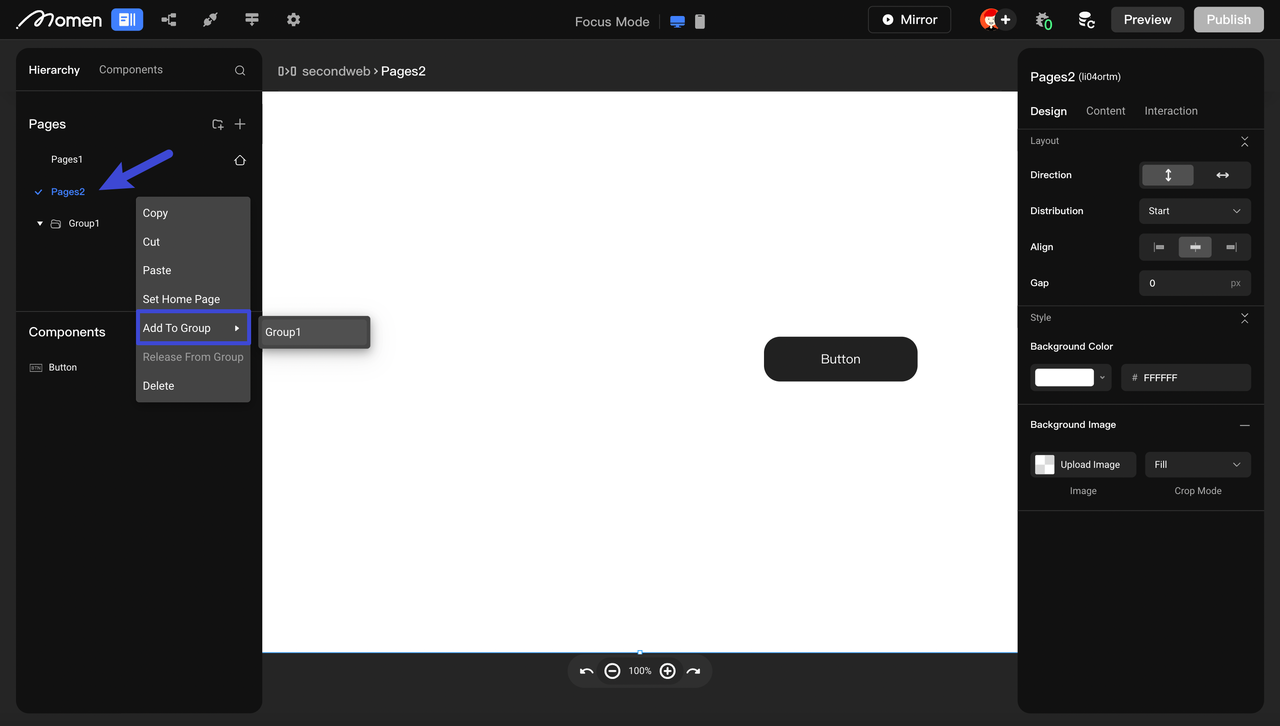 Momen
Focus Mode
Mirror
0
Preview
Publish
Hierarchy
Components
secondweb › Pages2
Pages
Pages1
Pages2
Group1
Copy
Cut
Paste
Set Home Page
Add To Group
Group1
Release From Group
Delete
Components
BTN Button
Button
100%
Pages2 (li04ortm)
Design
Content
Interaction
Layout
Direction
Distribution
Start
Align
Gap
0
px
Style
Background Color
# FFFFFF
Background Image
Upload Image
Fill
Image
Crop Mode